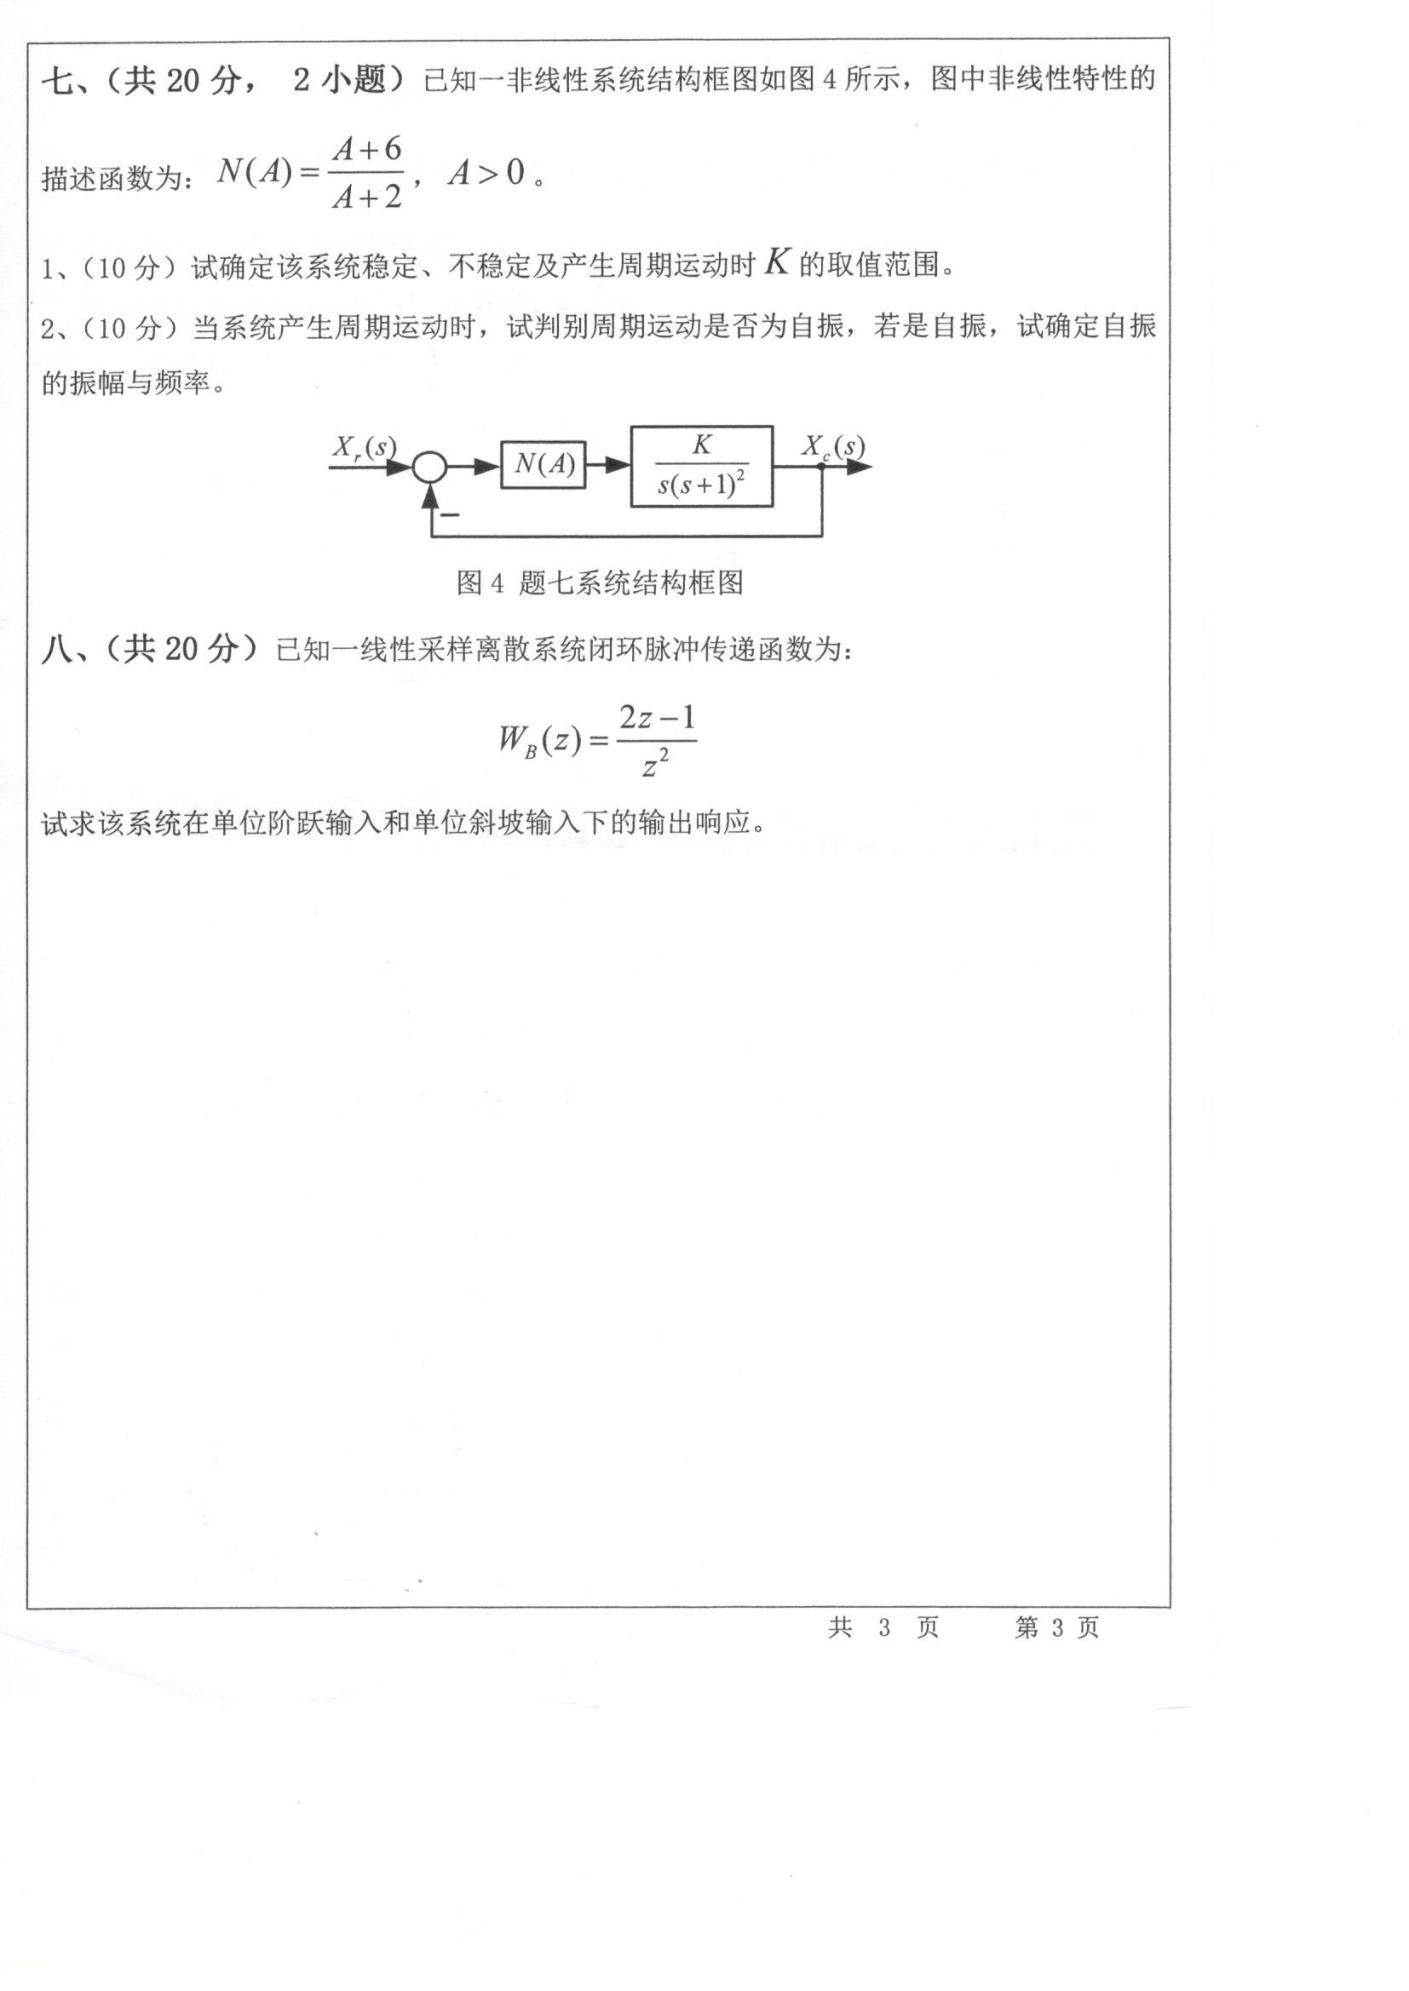 七、（共 20 分， 2 小题）已知一非线性系统结构框图如图 4 所示，图中非线性特性的
描述函数为： N(A) = \frac{A+6}{A+2} ， A > 0 。
1、（10 分）试确定该系统稳定、不稳定及产生周期运动时 K 的取值范围。
2、（10 分）当系统产生周期运动时，试判别周期运动是否为自振，若是自振，试确定自振
的振幅与频率。
X_r(s) N(A) \frac{K}{s(s+1)^2} X_c(s)
−
图 4 题七系统结构框图
八、（共 20 分）已知一线性采样离散系统闭环脉冲传递函数为：
W_B(z) = \frac{2z-1}{z^2}
试求该系统在单位阶跃输入和单位斜坡输入下的输出响应。
共 3 页 第 3 页